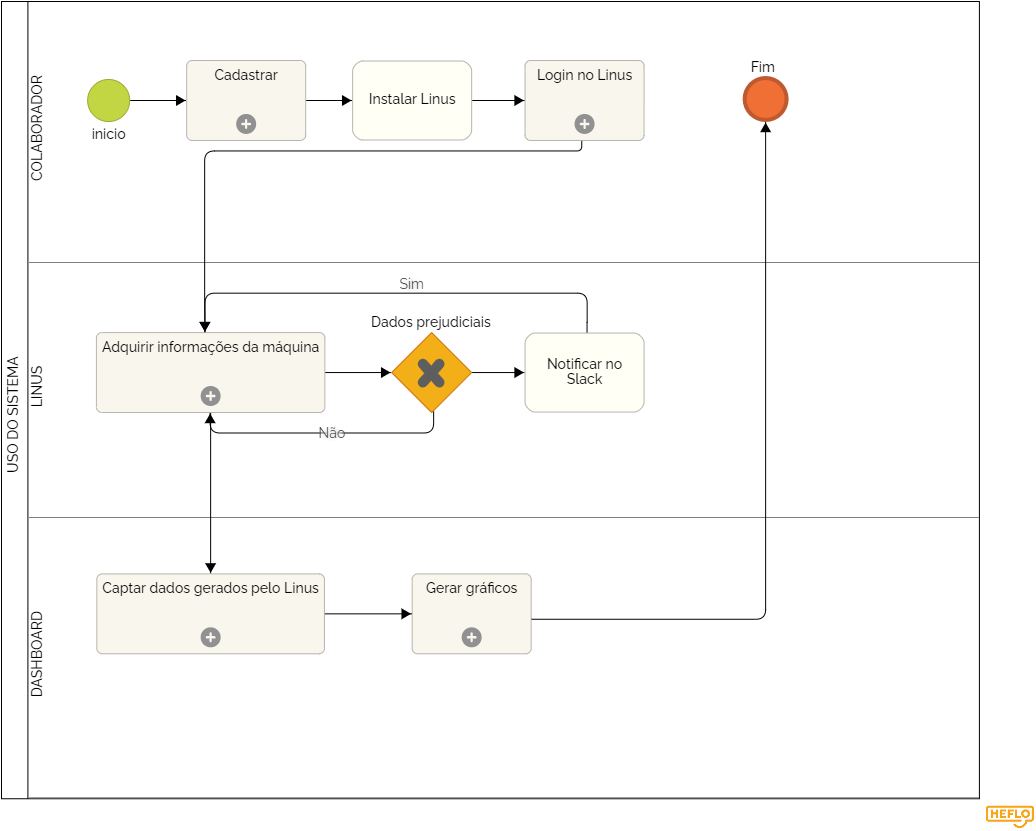 USO DO SISTEMA
COLABORADOR
inicio
Cadastrar
Instalar Linus
Login no Linus
Fim
LINUS
Sim
Adquirir informações da máquina
Dados prejudiciais
Notificar no
Slack
Não
DASHBOARD
Captar dados gerados pelo Linus
Gerar gráficos
HEFLO